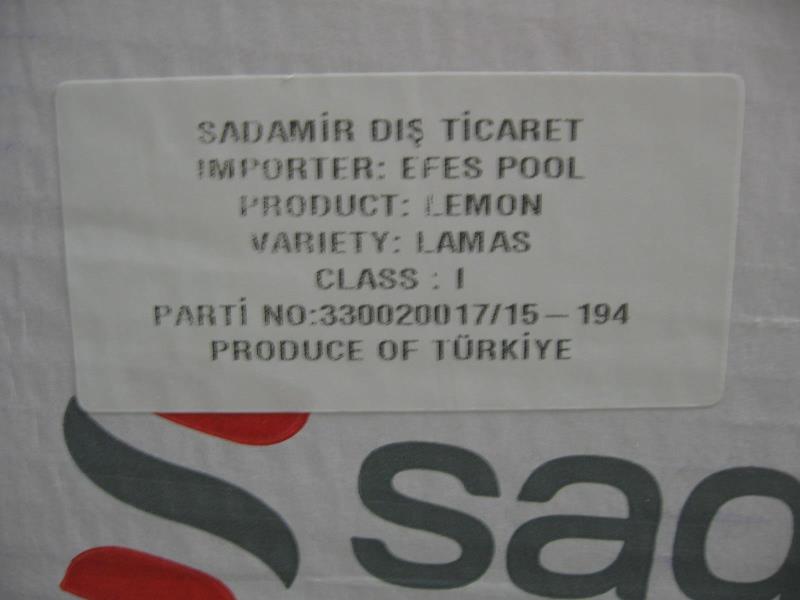 SADAMİR DIŞ TİCARET
IMPORTER: EFES POOL
PRODUCT: LEMON
VARIETY: LAMAS
CLASS : I
PARTİ NO:330020017/15-194
PRODUCE OF TÜRKİYE
sad